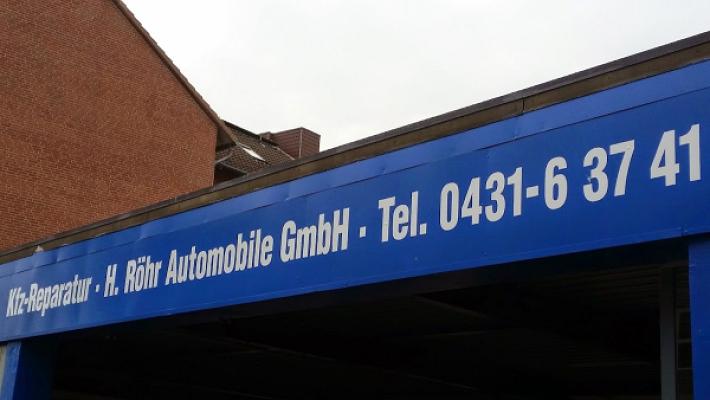 Kfz-Reparatur · H. Röhr Automobile GmbH · Tel. 0431-6 37 41